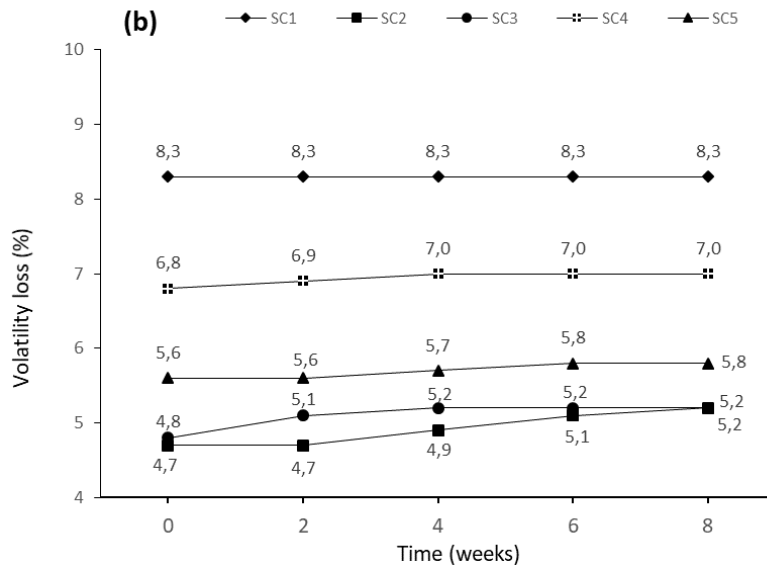 (b)
SC1 SC2 SC3 SC4 SC5
10
9
8,3 8,3 8,3 8,3 8,3
8
6,8 6,9 7,0 7,0 7,0
7
5,6 5,6 5,7 5,8 5,8
6
4,8 5,1 5,2 5,2 5,2
5
4,7 4,7 4,9 5,1 5,2
4
0 2 4 6 8
Time (weeks)
Volatility loss (%)